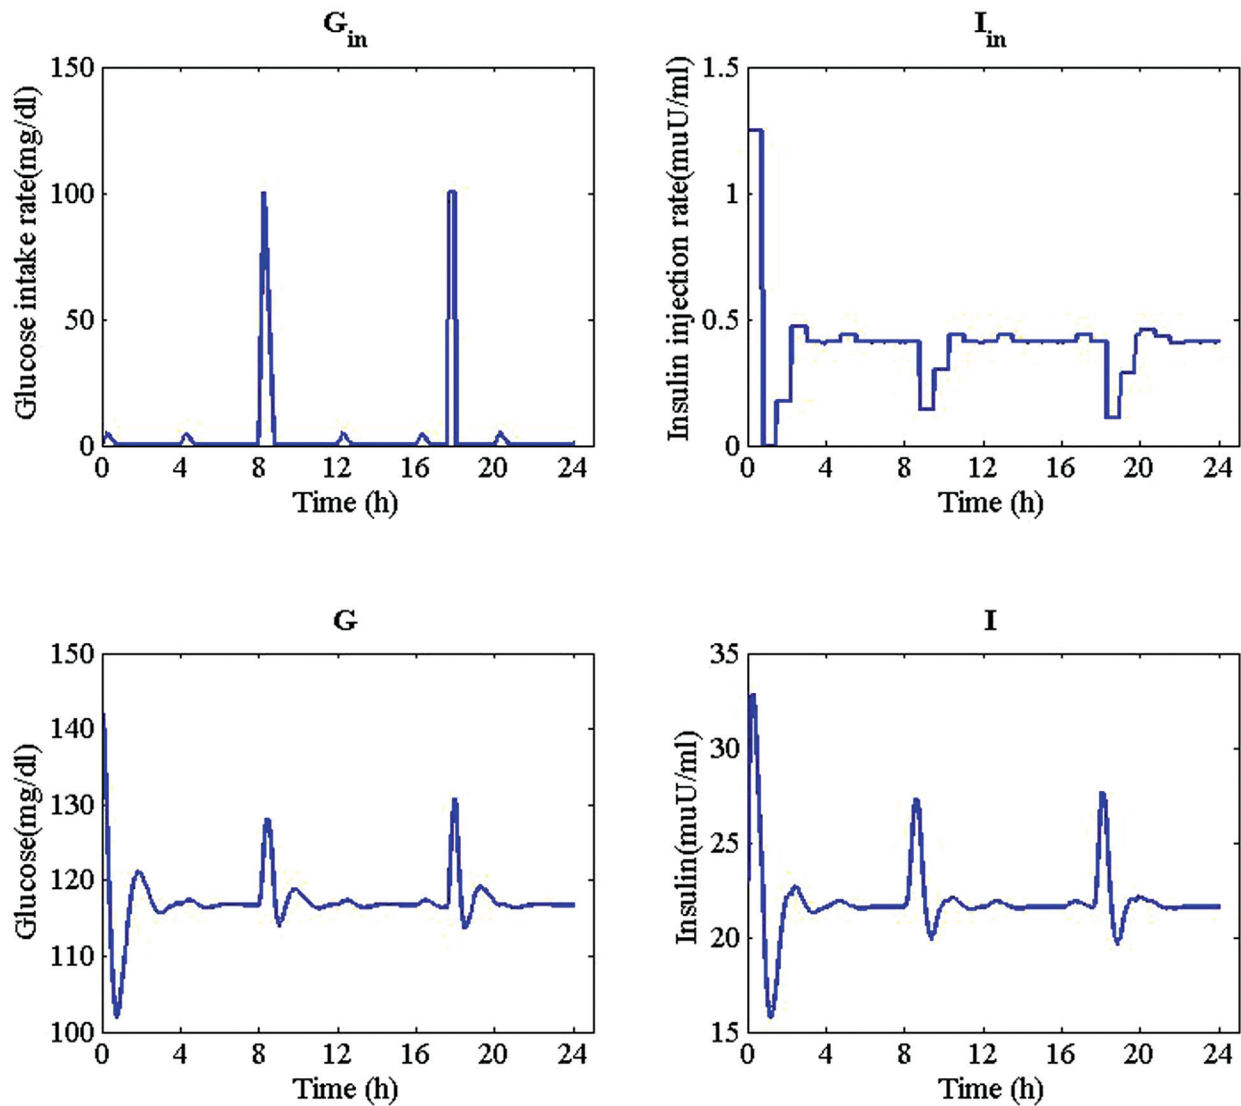 G_in
Glucose intake rate(mg/dl)
150
100
50
0
0 4 8 12 16 20 24
Time (h)
I_in
Insulin injection rate(muU/ml)
1.5
1
0.5
0
0 4 8 12 16 20 24
Time (h)
G
Glucose(mg/dl)
150
140
130
120
110
100
0 4 8 12 16 20 24
Time (h)
I
Insulin(muU/ml)
35
30
25
20
15
0 4 8 12 16 20 24
Time (h)